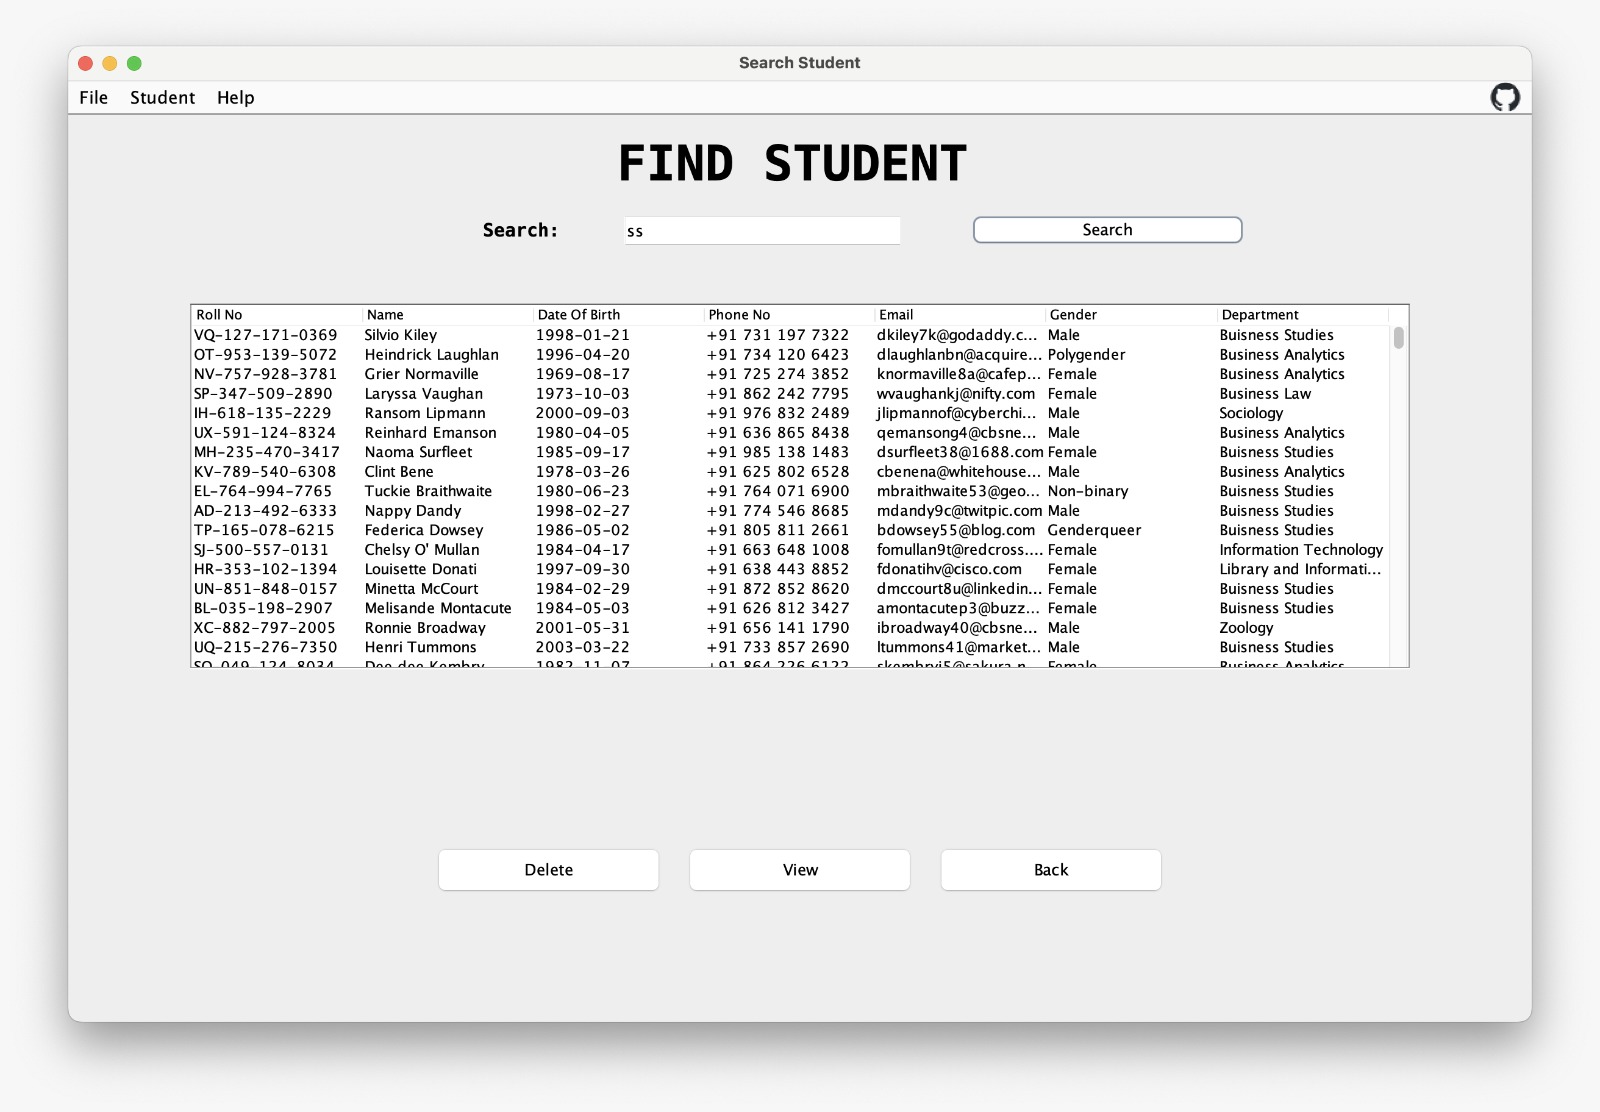 Search Student
File Student Help
FIND STUDENT
Search: ss Search
Roll No Name Date Of Birth Phone No Email Gender Department
VQ-127-171-0369 Silvio Kiley 1998-01-21 +91 731 197 7322 dkiley7k@godaddy.c... Male Buisness Studies
OT-953-139-5072 Heindrick Laughlan 1996-04-20 +91 734 120 6423 dlaughlanbn@acquire... Polygender Business Analytics
NV-757-928-3781 Grier Normaville 1969-08-17 +91 725 274 3852 knormaville8a@cafep... Female Business Analytics
SP-347-509-2890 Laryssa Vaughan 1973-10-03 +91 862 242 7795 wvaughankj@nifty.com Female Business Law
IH-618-135-2229 Ransom Lipmann 2000-09-03 +91 976 832 2489 jlipmannof@cyberchi... Male Sociology
UX-591-124-8324 Reinhard Emanson 1980-04-05 +91 636 865 8438 qemansong4@cbsne... Male Business Analytics
MH-235-470-3417 Naoma Surfleet 1985-09-17 +91 985 138 1483 dsurfleet38@1688.com Female Buisness Studies
KV-789-540-6308 Clint Bene 1978-03-26 +91 625 802 6528 cbenena@whitehouse... Male Business Analytics
EL-764-994-7765 Tuckie Braithwaite 1980-06-23 +91 764 071 6900 mbraithwaite53@geo... Non-binary Buisness Studies
AD-213-492-6333 Nappy Dandy 1998-02-27 +91 774 546 8685 mdandy9c@twitpic.com Male Buisness Studies
TP-165-078-6215 Federica Dowsey 1986-05-02 +91 805 811 2661 bdowsey55@blog.com Genderqueer Buisness Studies
SJ-500-557-0131 Chelsy O' Mullan 1984-04-17 +91 663 648 1008 fomullan9t@redcross.... Female Information Technology
HR-353-102-1394 Louisette Donati 1997-09-30 +91 638 443 8852 fdonatihv@cisco.com Female Library and Informati...
UN-851-848-0157 Minetta McCourt 1984-02-29 +91 872 852 8620 dmccourt8u@linkedin... Female Buisness Studies
BL-035-198-2907 Melisande Montacute 1984-05-03 +91 626 812 3427 amontacutep3@buzz... Female Buisness Studies
XC-882-797-2005 Ronnie Broadway 2001-05-31 +91 656 141 1790 ibroadway40@cbsne... Male Zoology
UQ-215-276-7350 Henri Tummons 2003-03-22 +91 733 857 2690 ltummons41@market... Male Buisness Studies
Female Business Analytics
Delete View Back